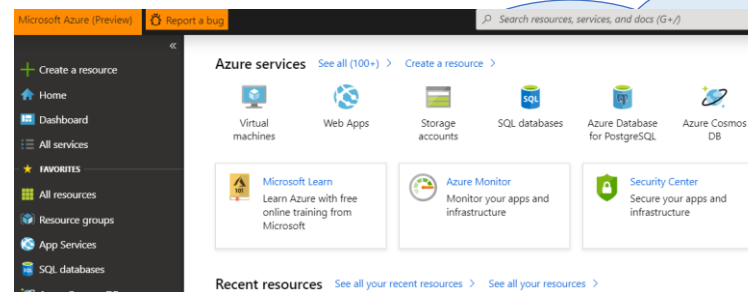 Microsoft Azure (Preview)
Report a bug
Search resources, services, and docs (G+/)
«
Create a resource
Home
Dashboard
All services
FAVORITES
All resources
Resource groups
App Services
SQL databases
Azure services See all (100+) > Create a resource >
Virtual machines
Web Apps
Storage accounts
SQL databases
Azure Database for PostgreSQL
Azure Cosmos DB
Microsoft Learn
Learn Azure with free
online training from
Microsoft
Azure Monitor
Monitor your apps and
infrastructure
Security Center
Secure your apps and
infrastructure
Recent resources See all your recent resources > See all your resources >